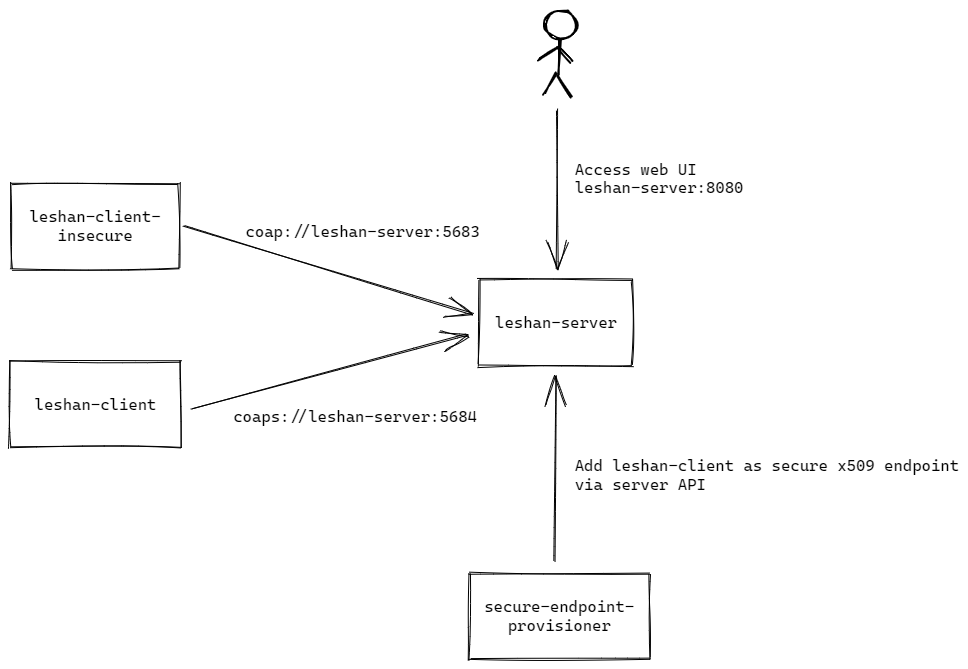 Access web UI
leshan-server:8080
leshan-client-
insecure
coap://leshan-server:5683
leshan-server
leshan-client
coaps://leshan-server:5684
Add leshan-client as secure x509 endpoint
via server API
secure-endpoint-
provisioner